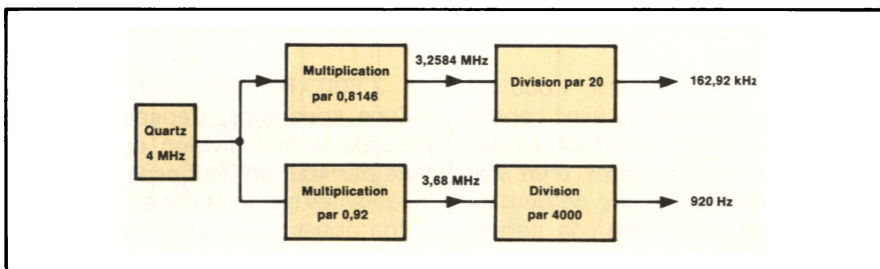 Quartz
4 MHz
Multiplication
par 0,8146
3,2584 MHz
Division par 20
162,92 kHz
Multiplication
par 0,92
3,68 MHz
Division
par 4000
920 Hz